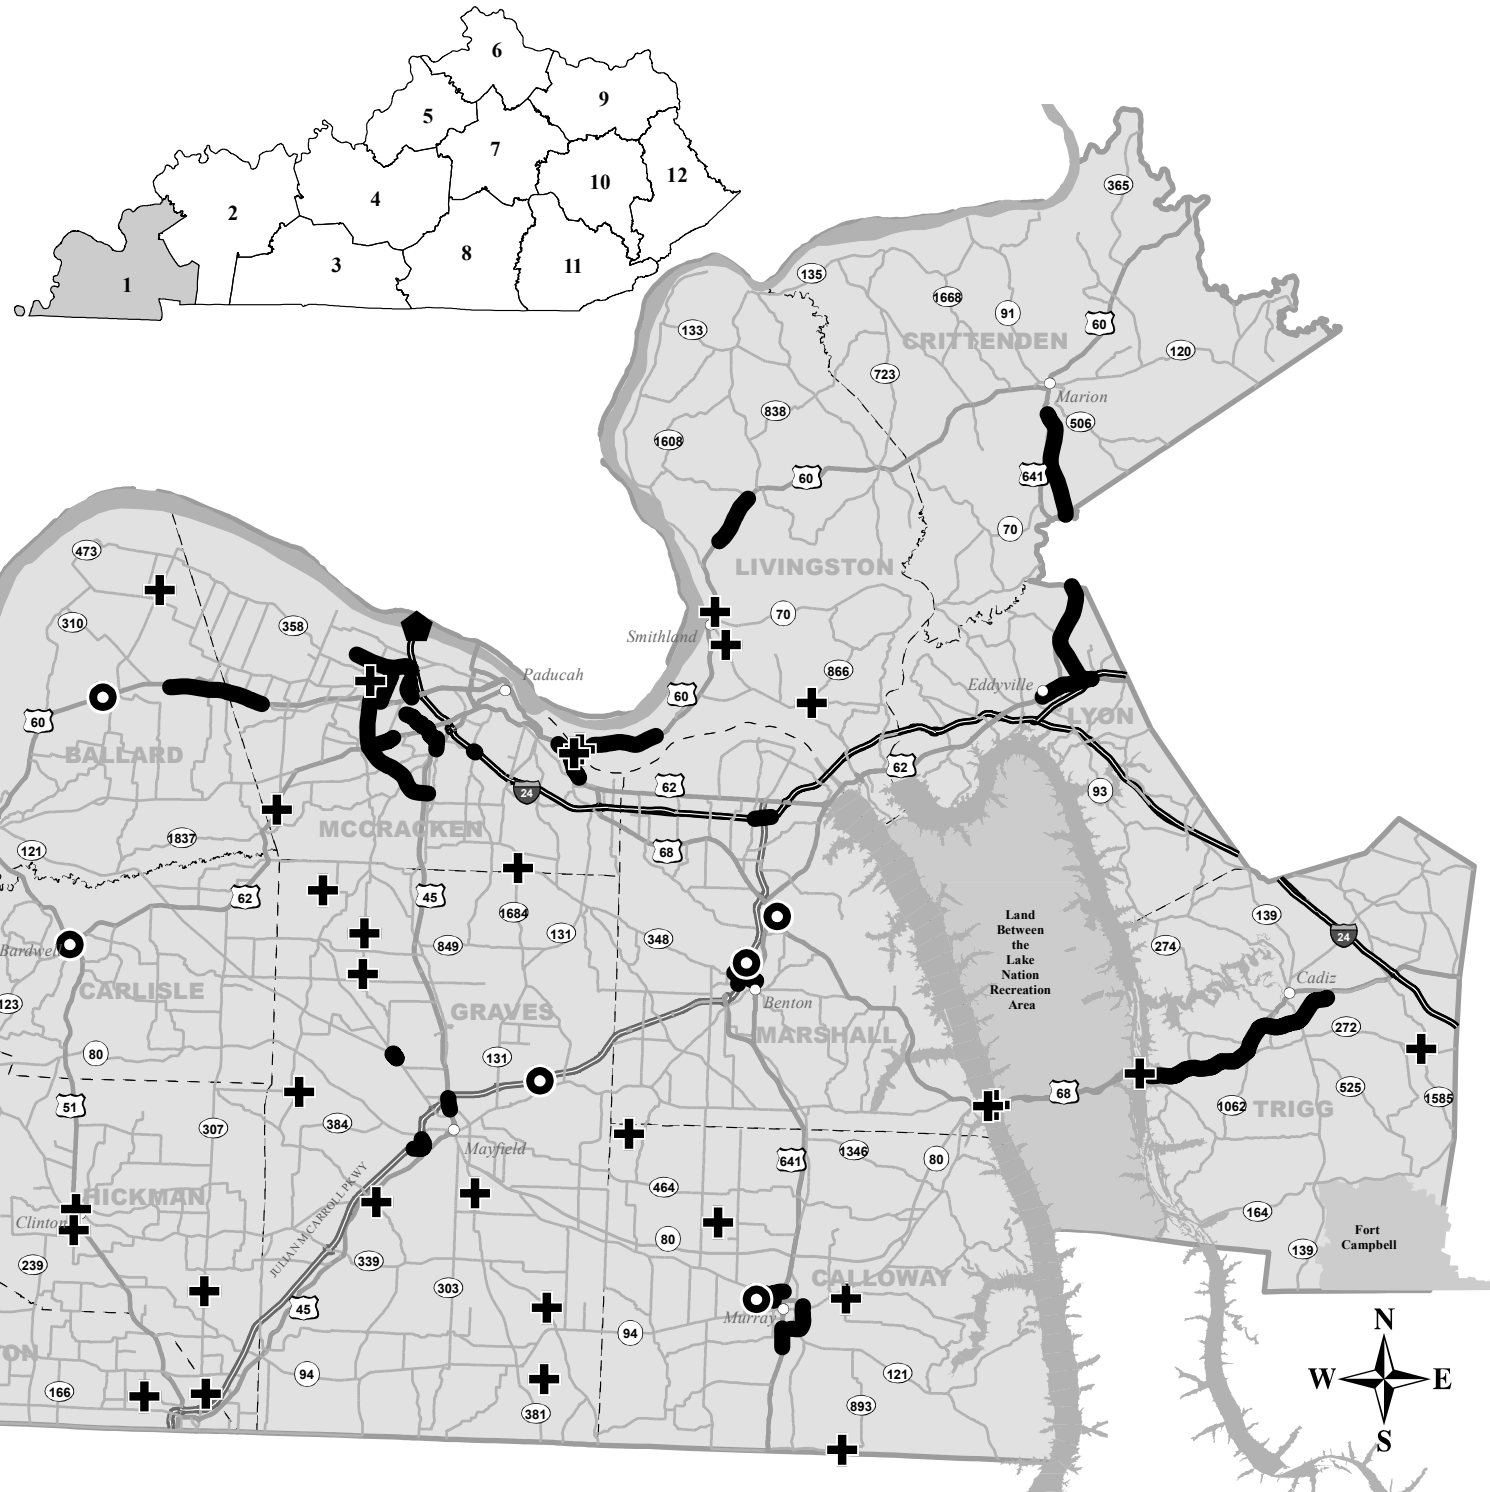 6
9
5
7
12
10
4
2
8
11
3
1
365
135
1668
91
60
133
CRITTENDEN
120
723
Marion
838
506
1608
60
641
70
473
LIVINGSTON
310
358
70
Smithland
866
Paducah
Eddyville
60
60
LYON
BALLARD
62
62
24
93
MCCRACKEN
1837
121
68
62
45
1684
139
Land
Between
the
Lake
Nation
Recreation
Area
131
348
849
274
24
Bardwell
Cadiz
CARLISLE
123
Benton
GRAVES
272
MARSHALL
80
131
525
68
1585
51
1062
TRIGG
307
384
Mayfield
1346
80
641
464
HICKMAN
Clinton
JULIAN M CARROLL PKWY
164
Fort
Campbell
80
139
239
339
CALLOWAY
303
45
Murray
N
94
TON
94
121
W
E
166
893
381
S